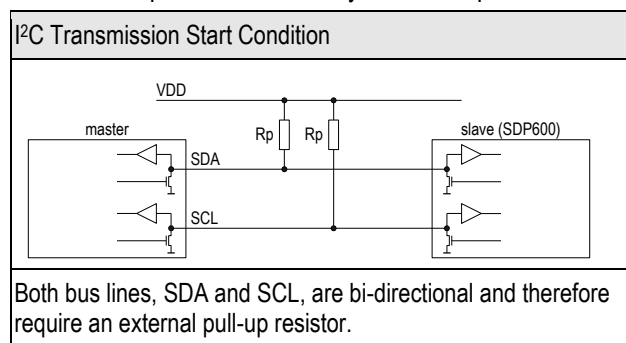 I²C Transmission Start Condition
VDD
master
Rp
Rp
slave (SDP600)
SDA
SCL
Both bus lines, SDA and SCL, are bi-directional and therefore
require an external pull-up resistor.